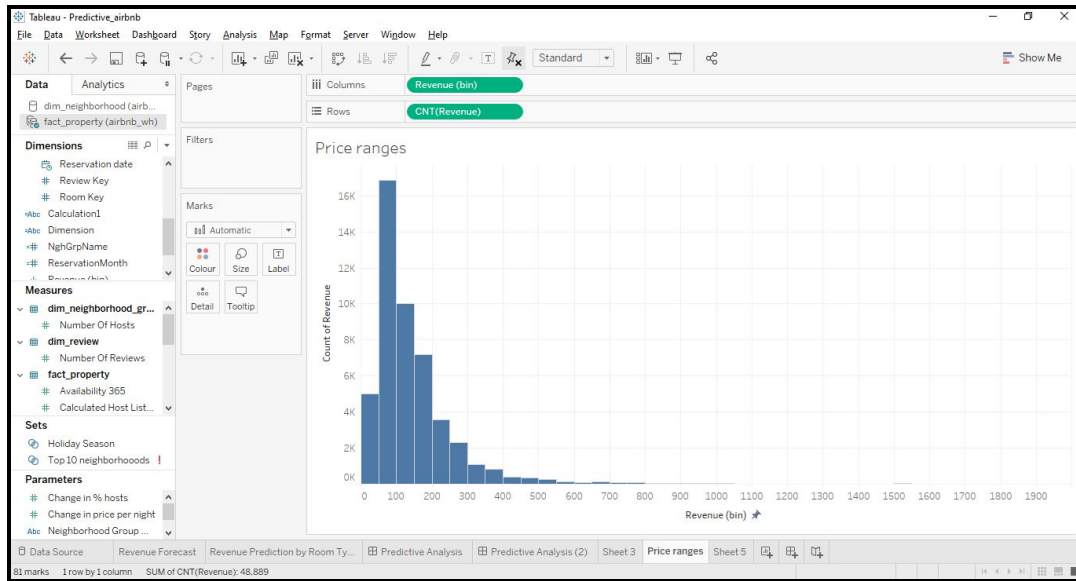 Tableau - Predictive_airbnb
File Data Worksheet Dashboard Story Analysis Map Format Server Window Help
Standard
Show Me
Data Analytics
dim_neighborhood (airb...
fact_property (airbnb_wh)
Dimensions
Reservation date
Review Key
Room Key
Abc Calculation1
Abc Dimension
NghGrpName
ReservationMonth
Revenue (bin)
Measures
dim_neighborhood_gr...
Number Of Hosts
dim_review
Number Of Reviews
fact_property
Availability 365
Calculated Host List...
Sets
Holiday Season
Top 10 neighborhooods !
Parameters
Change in % hosts
Change in price per night
Abc Neighborhood Group ...
Pages
Filters
Marks
Automatic
Colour Size Label
Detail Tooltip
Columns Revenue (bin)
Rows CNT(Revenue)
Price ranges
Count of Revenue
16K
14K
12K
10K
8K
6K
4K
2K
0K
0 100 200 300 400 500 600 700 800 900 1000 1100 1200 1300 1400 1500 1600 1700 1800 1900
Revenue (bin)
Data Source Revenue Forecast Revenue Prediction by Room Ty... Predictive Analysis Predictive Analysis (2) Sheet 3 Price ranges Sheet 5
81 marks 1 row by 1 column SUM of CNT(Revenue): 48,889